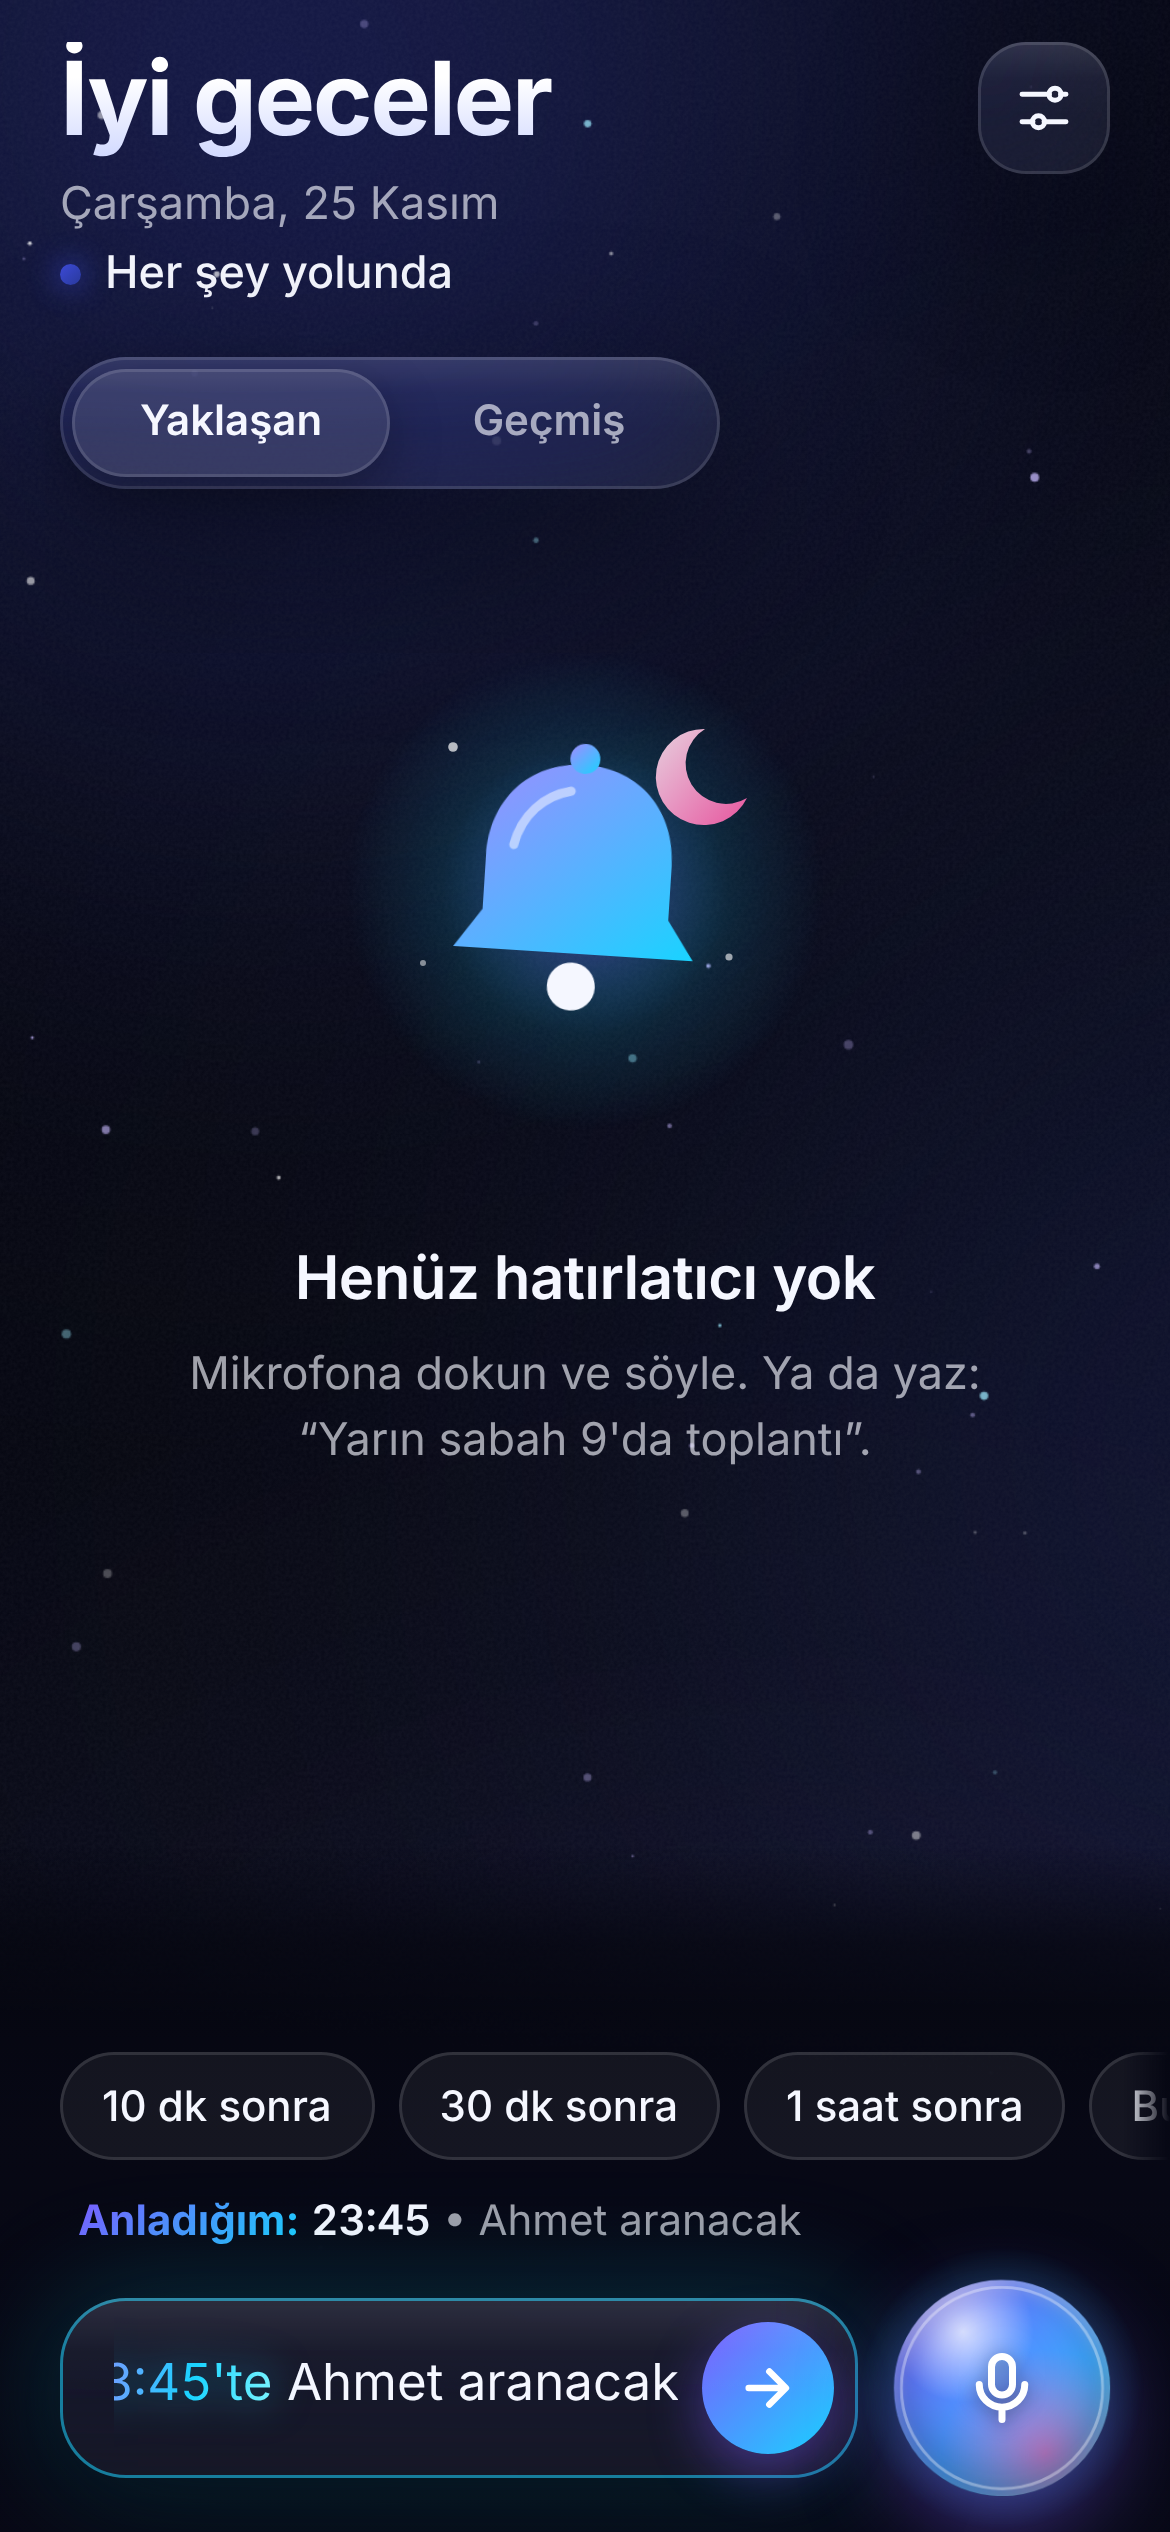 İyi geceler
Çarşamba, 25 Kasım
Her şey yolunda
Yaklaşan
Geçmiş
Henüz hatırlatıcı yok
Mikrofona dokun ve söyle. Ya da yaz:
“Yarın sabah 9'da toplantı”.
10 dk sonra
30 dk sonra
1 saat sonra
Anladığım: 23:45 • Ahmet aranacak
3:45'te Ahmet aranacak